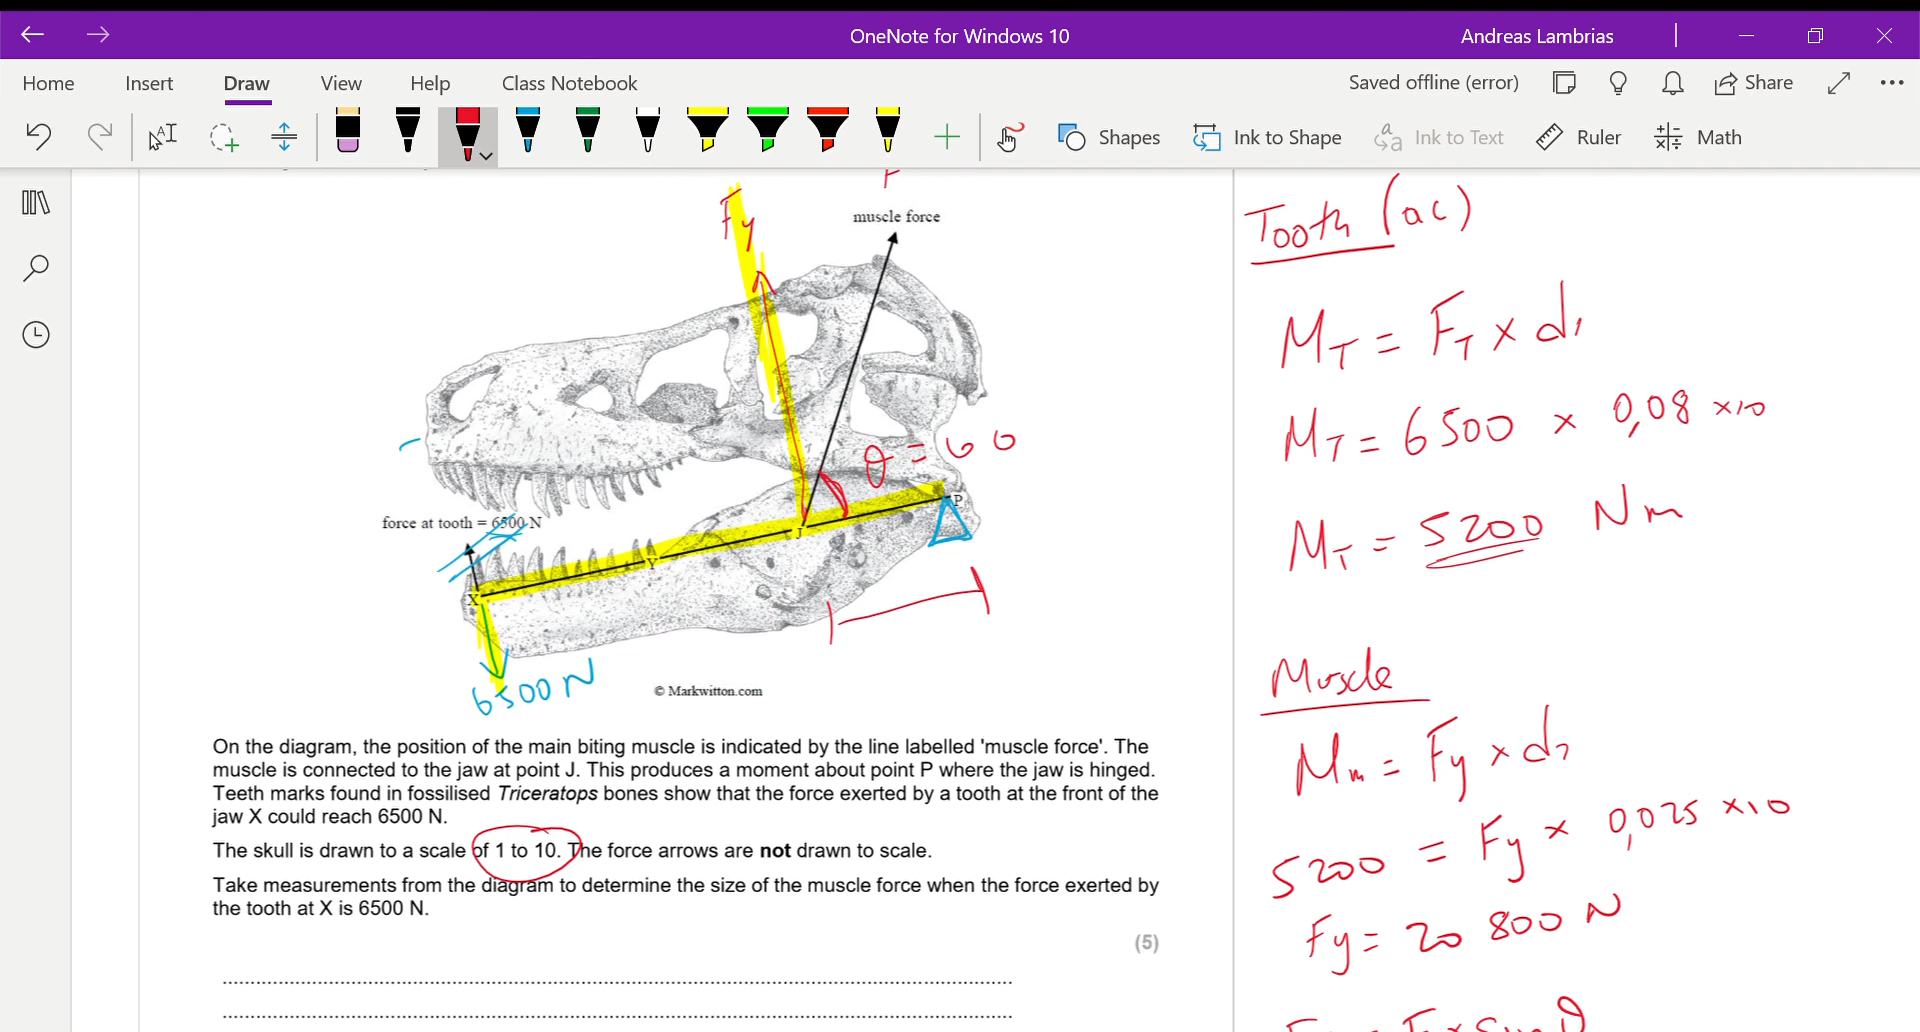 OneNote for Windows 10
Andreas Lambrias
Home Insert Draw View Help Class Notebook
Saved offline (error) Share
Shapes Ink to Shape Ink to Text Ruler Math
F
Fy
muscle force
θ = 60
P
force at tooth = 6500 N
J
Y
X
6500 N
© Markwitton.com
On the diagram, the position of the main biting muscle is indicated by the line labelled 'muscle force'. The
muscle is connected to the jaw at point J. This produces a moment about point P where the jaw is hinged.
Teeth marks found in fossilised Triceratops bones show that the force exerted by a tooth at the front of the
jaw X could reach 6500 N.
The skull is drawn to a scale of 1 to 10. The force arrows are not drawn to scale.
Take measurements from the diagram to determine the size of the muscle force when the force exerted by
the tooth at X is 6500 N.
(5)
Tooth (ac)
MT = FT × d1
MT = 6500 × 0,08 ×10
MT = 5200 Nm
Muscle
Mm = Fy × d2
5200 = Fy × 0,025 ×10
Fy = 20 800 N